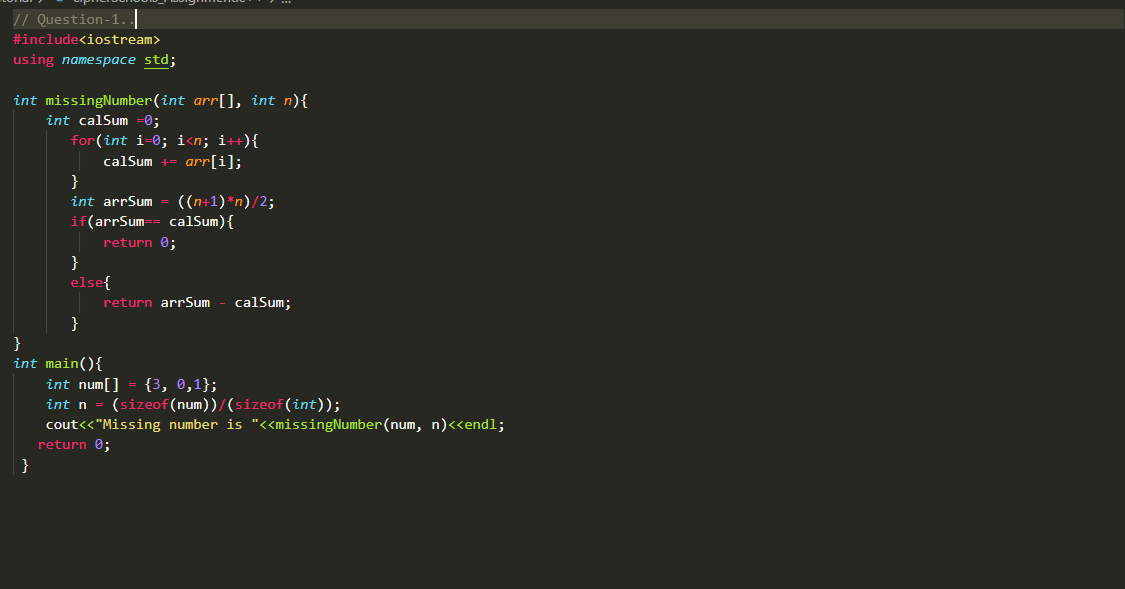 // Question-1..
#include<iostream>
using namespace std;
int missingNumber(int arr[], int n){
    int calSum =0;
       for(int i=0; i<n; i++){
           calSum += arr[i];
       }
       int arrSum = ((n+1)*n)/2;
       if(arrSum== calSum){
           return 0;
       }
       else{
           return arrSum - calSum;
       }
}
int main(){
    int num[] = {3, 0,1};
    int n = (sizeof(num))/(sizeof(int));
    cout<<"Missing number is "<<missingNumber(num, n)<<endl;
   return 0;
 }